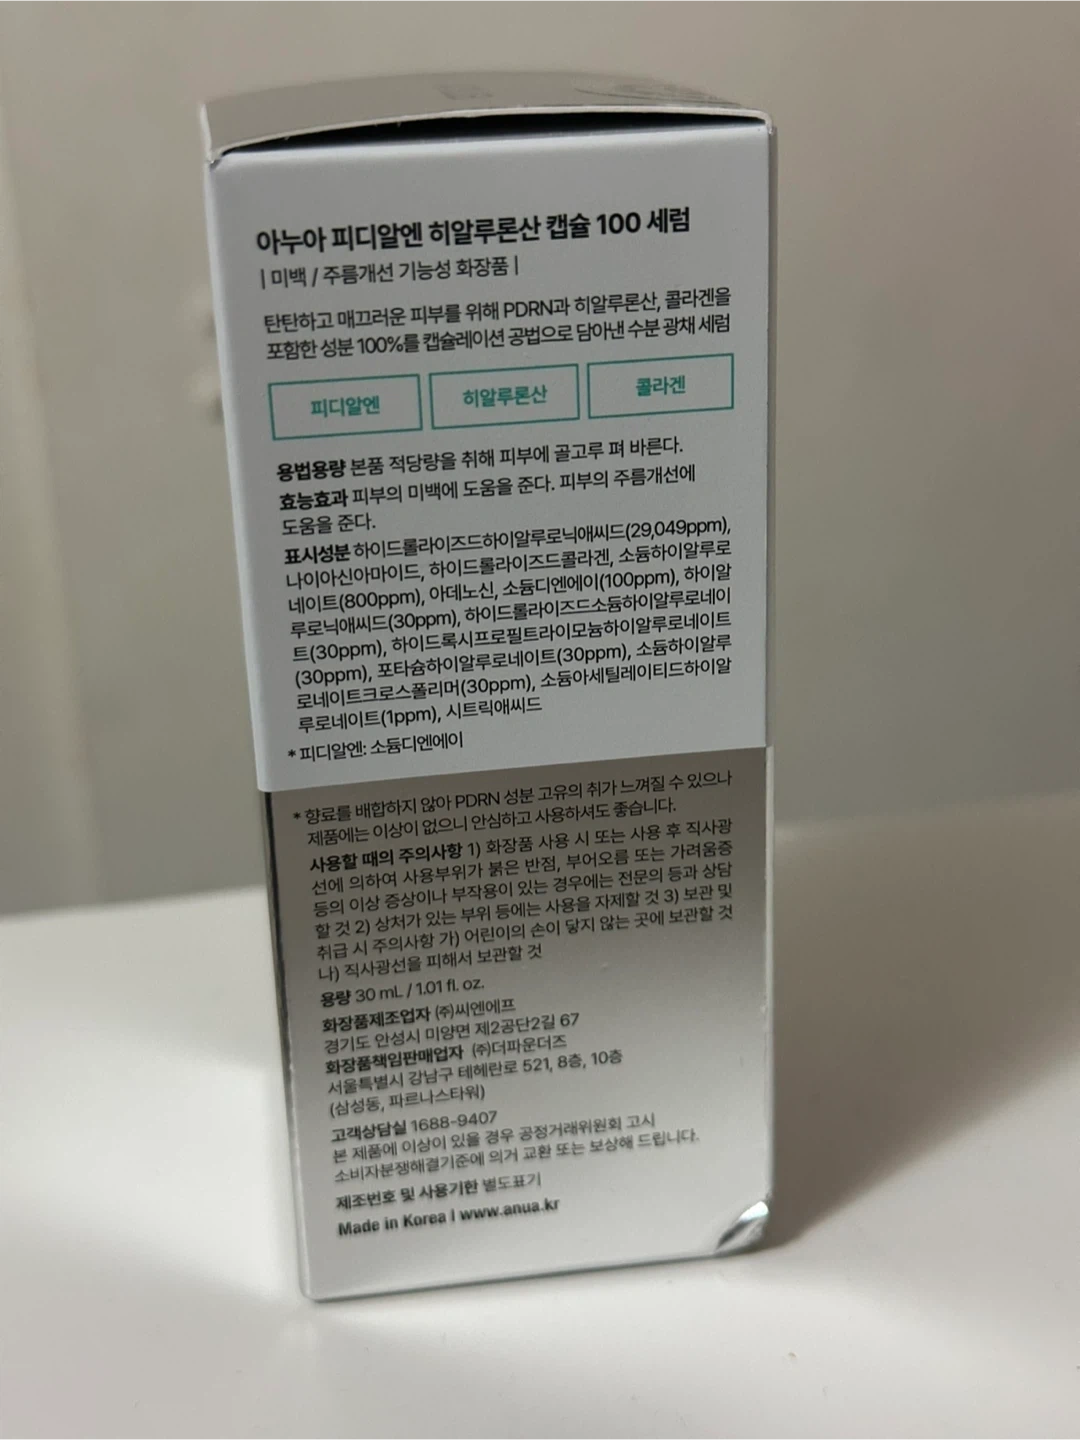 아누아 피디알엔 히알루론산 캡슐 100 세럼
| 미백 / 주름개선 기능성 화장품 |
탄탄하고 매끄러운 피부를 위해 PDRN과 히알루론산, 콜라겐을
포함한 성분 100%를 캡슐레이션 공법으로 담아낸 수분 광채 세럼
피디알엔 히알루론산 콜라겐
용법용량 본품 적당량을 취해 피부에 골고루 펴 바른다.
효능효과 피부의 미백에 도움을 준다. 피부의 주름개선에
도움을 준다.
표시성분 하이드롤라이즈드하이알루로닉애씨드(29,049ppm),
나이아신아마이드, 하이드롤라이즈드콜라겐, 소듐하이알루로
네이트(800ppm), 아데노신, 소듐디엔에이(100ppm), 하이알
루로닉애씨드(30ppm), 하이드롤라이즈드소듐하이알루로네이
트(30ppm), 하이드록시프로필트라이모늄하이알루로네이트
(30ppm), 포타슘하이알루로네이트(30ppm), 소듐하이알루
로네이트크로스폴리머(30ppm), 소듐아세틸레이티드하이알
루로네이트(1ppm), 시트릭애씨드
* 피디알엔: 소듐디엔에이
* 향료를 배합하지 않아 PDRN 성분 고유의 취가 느껴질 수 있으나
제품에는 이상이 없으니 안심하고 사용하셔도 좋습니다.
사용할 때의 주의사항 1) 화장품 사용 시 또는 사용 후 직사광
선에 의하여 사용부위가 붉은 반점, 부어오름 또는 가려움증
등의 이상 증상이나 부작용이 있는 경우에는 전문의 등과 상담
할 것 2) 상처가 있는 부위 등에는 사용을 자제할 것 3) 보관 및
취급 시 주의사항 가) 어린이의 손이 닿지 않는 곳에 보관할 것
나) 직사광선을 피해서 보관할 것
용량 30 mL / 1.01 fl. oz.
화장품제조업자 (주)씨엔에프
경기도 안성시 미양면 제2공단2길 67
화장품책임판매업자 (주)더파운더즈
서울특별시 강남구 테헤란로 521, 8층, 10층
(삼성동, 파르나스타워)
고객상담실 1688-9407
본 제품에 이상이 있을 경우 공정거래위원회 고시
소비자분쟁해결기준에 의거 교환 또는 보상해 드립니다.
제조번호 및 사용기한 별도표기
Made in Korea | www.anua.kr